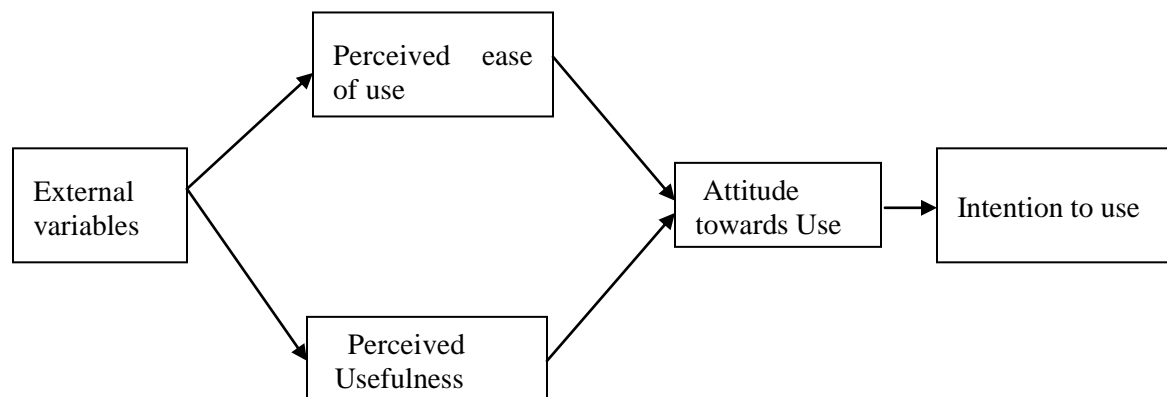 Perceived ease
of use
External
variables
Attitude
towards Use
Intention to use
Perceived
Usefulness